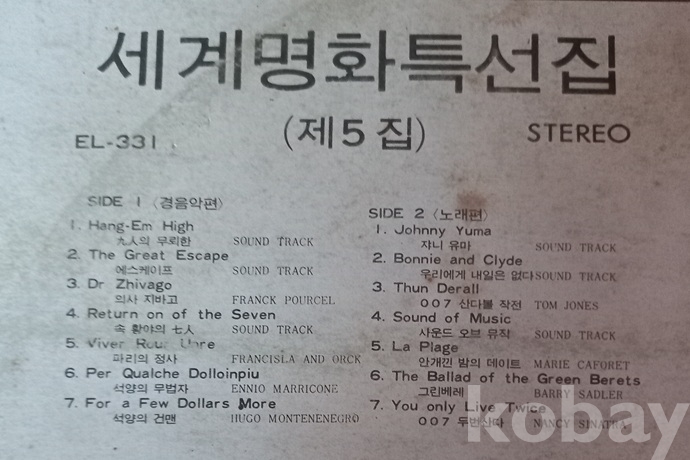 세계명화특선집
EL-331
(제5집)
STEREO
SIDE 1 〈경음악편〉
1. Hang-Em High
九人의 무뢰한 SOUND TRACK
2. The Great Escape
에스케이프 SOUND TRACK
3. Dr Zhivago
의사 지바고 FRANCK POURCEL
4. Return on of the Seven
속 황야의 七人 SOUND TRACK
5. Viver
파리의 정사 FRANCISLA AND ORCK
6. Per Qualche Dolloinpiu
석양의 무법자 ENNIO MARRICONE
7. For a Few Dollars More
석양의 건맨 HUGO MONTENENEGRO
SIDE 2 〈노래편〉
1. Johnny Yuma
쟈니 유마 SOUND TRACK
2. Bonnie and Clyde
우리에게 내일은 없다 SOUND TRACK
3. Thun Derall
007 산다볼 작전 TOM JONES
4. Sound of Music
사운드 오브 뮤직 SOUND TRACK
5. La Plage
안개낀 밤의 데이트 MARIE CAFORET
6. The Ballad of the Green Berets
그린베레 BARRY SADLER
7. You only Live Twice
007 두번산다 NANCY SINATRA
kobay